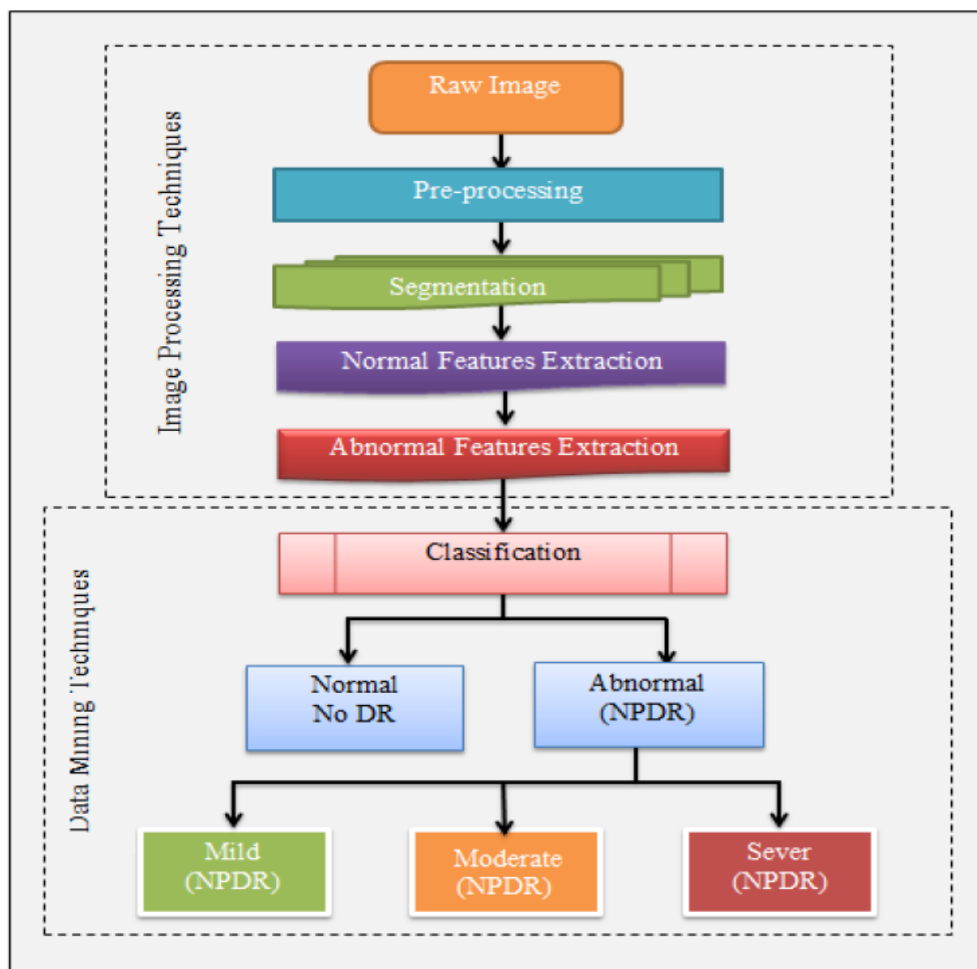 Image Processing Techniques
Raw Image
Pre-processing
Segmentation
Normal Features Extraction
Abnormal Features Extraction
Data Mining Techniques
Classification
Normal
No DR
Abnormal
(NPDR)
Mild
(NPDR)
Moderate
(NPDR)
Sever
(NPDR)